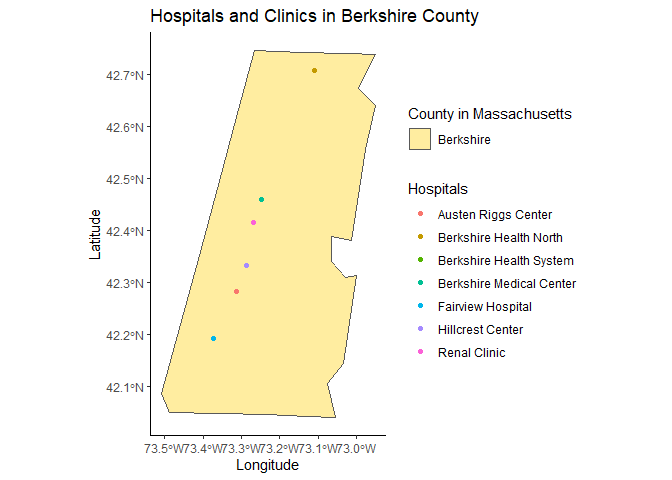 Hospitals and Clinics in Berkshire County
42.7°N
42.6°N
42.5°N
42.4°N
42.3°N
42.2°N
42.1°N
Latitude
73.5°W73.4°W73.3°W73.2°W73.1°W73.0°W
Longitude
County in Massachusetts
Berkshire
Hospitals
Austen Riggs Center
Berkshire Health North
Berkshire Health System
Berkshire Medical Center
Fairview Hospital
Hillcrest Center
Renal Clinic